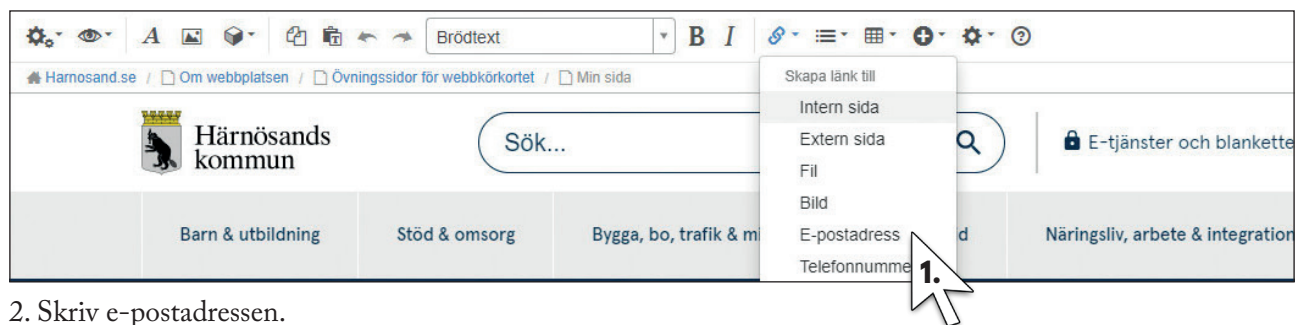 A Brödtext B I
Harnosand.se / Om webbplatsen / Övningssidor för webbkörkortet / Min sida
Skapa länk till
Intern sida
Extern sida
Fil
Bild
E-postadress
Telefonnumme
1.
Härnösands
kommun
Sök...
E-tjänster och blankette
Barn & utbildning Stöd & omsorg Bygga, bo, trafik & mi d Näringsliv, arbete & integration
2. Skriv e-postadressen.